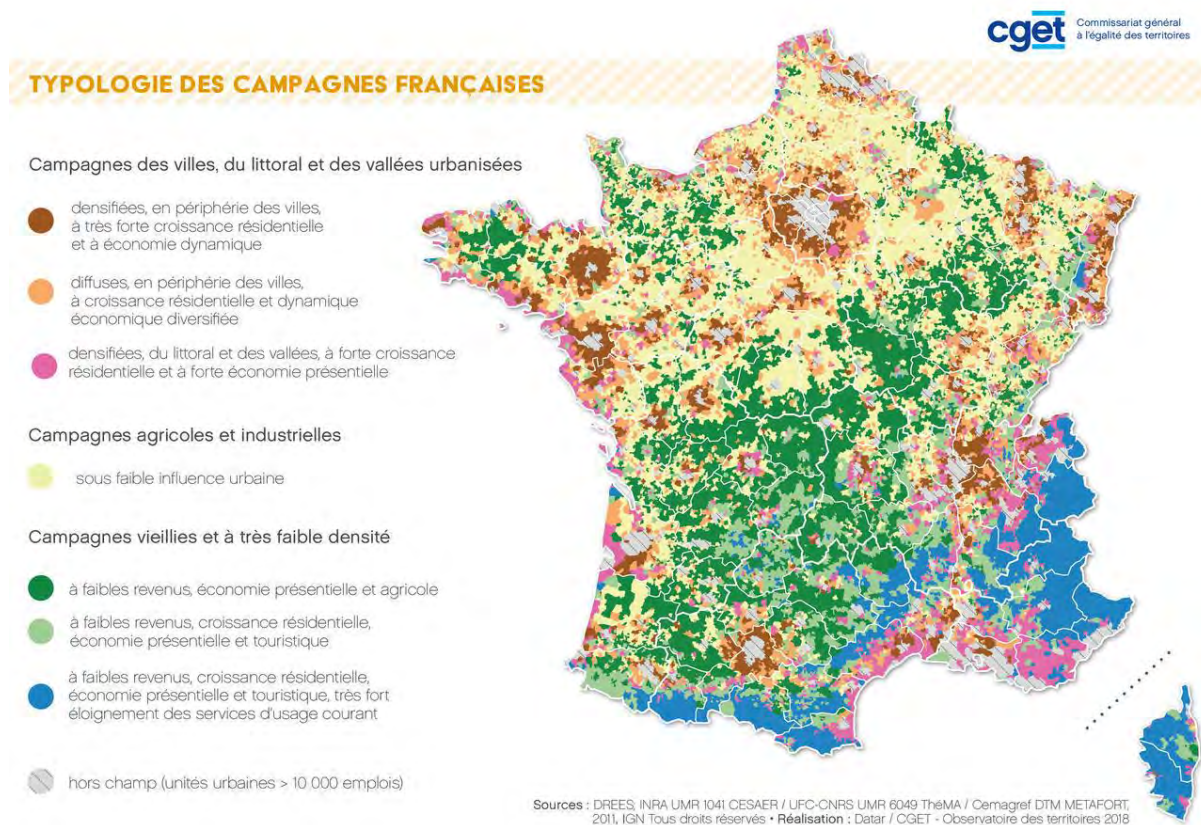 cget
Commissariat général
à l'égalité des territoires
TYPOLOGIE DES CAMPAGNES FRANÇAISES
Campagnes des villes, du littoral et des vallées urbanisées
densifiées, en périphérie des villes,
à très forte croissance résidentielle
et à économie dynamique
diffuses, en périphérie des villes,
à croissance résidentielle et dynamique
économique diversifiée
densifiées, du littoral et des vallées, à forte croissance
résidentielle et à forte économie présentielle
Campagnes agricoles et industrielles
sous faible influence urbaine
Campagnes vieillies et à très faible densité
à faibles revenus, économie présentielle et agricole
à faibles revenus, croissance résidentielle,
économie présentielle et touristique
à faibles revenus, croissance résidentielle,
économie présentielle et touristique, très fort
éloignement des services d'usage courant
hors champ (unités urbaines > 10 000 emplois)
Sources : DREES, INRA UMR 1041 CESAER / UFC-CNRS UMR 6049 ThéMA / Cemagref DTM METAFORT,
2011, IGN Tous droits réservés • Réalisation : Datar / CGET - Observatoire des territoires 2018